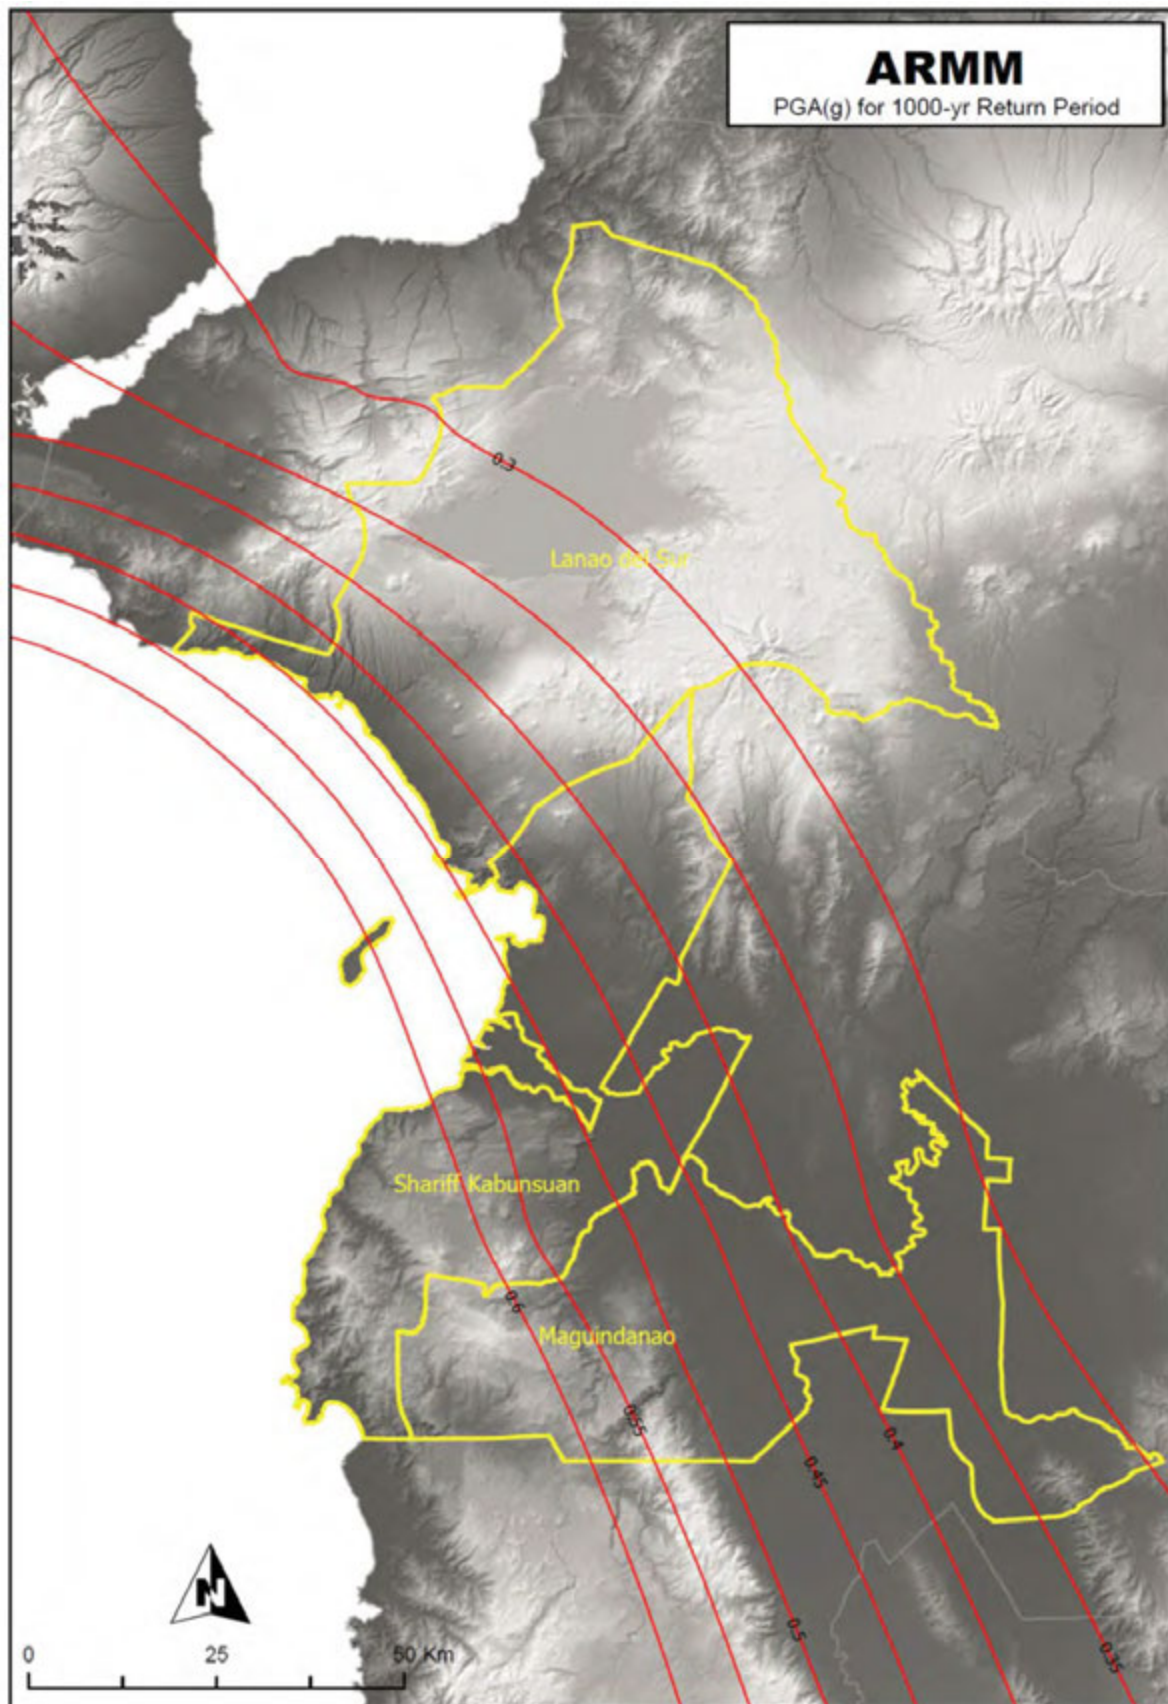 ARMM
PGA(g) for 1000-yr Return Period
0.3
Lanao del Sur
Shariff Kabunsuan
0.6
Maguindanao
0.55
0.4
0.45
N
0.5
0.35
0 25 50 Km